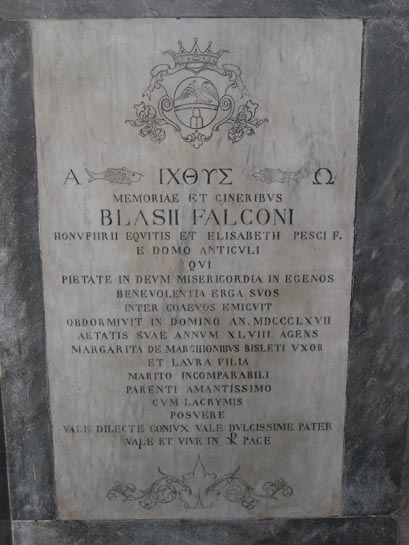 Α ΙΧΘΥΣ Ω
MEMORIAE ET CINERIBVS
BLASII FALCONI
HONVPHRII EQVITIS ET ELISABETH PESCI F.
E DOMO ANTICULI
QVI
PIETATE IN DEVM MISERICORDIA IN EGENOS
BENEVOLENTIA ERGA SVOS
INTER COAEVOS EMICVIT
OBDORMIVIT IN DOMINO AN. MDCCCLXVII
AETATIS SVAE ANNVM XLVIII AGENS
MARGARITA DE MARCHIONIBVS BISLETI VXOR
ET LAVRA FILIA
MARITO INCOMPARABILI
PARENTI AMANTISSIMO
CVM LACRYMIS
POSVERE
VALE DILECTE CONIVX VALE DVLCISSIME PATER
VALE ET VIVE IN ☧ PACE